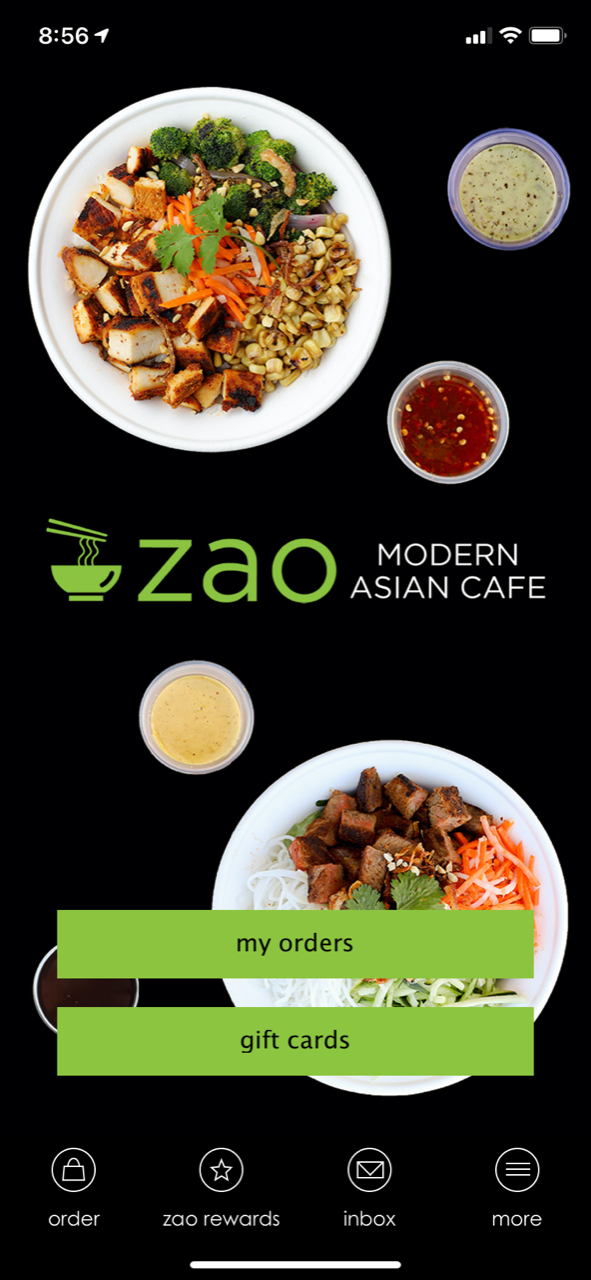 8:56
zao
MODERN
ASIAN CAFE
my orders
gift cards
order
zao rewards
inbox
more